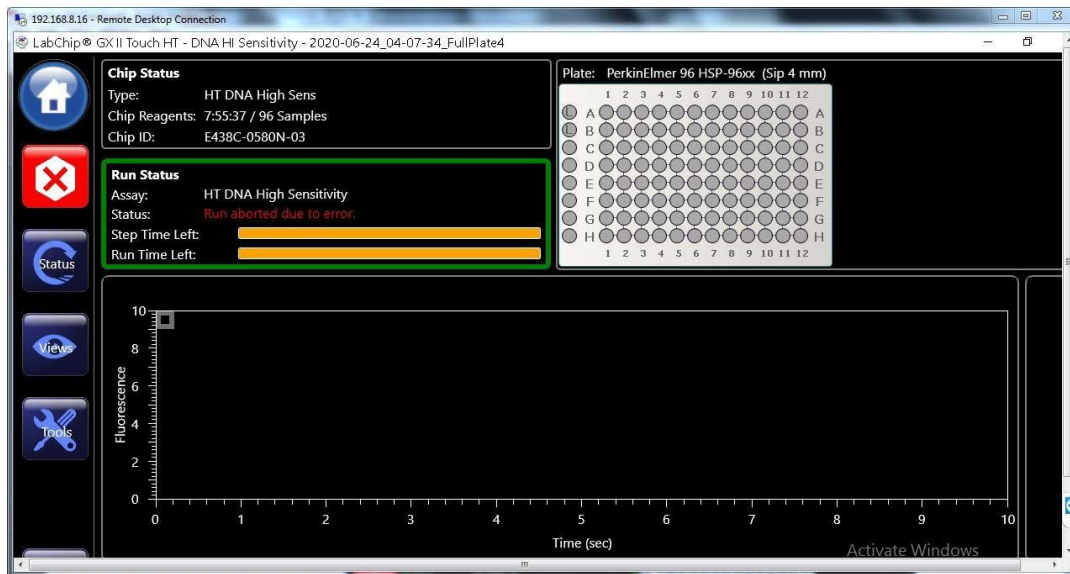 192.168.8.16 - Remote Desktop Connection
LabChip® GX II Touch HT - DNA HI Sensitivity - 2020-06-24_04-07-34_FullPlate4
Chip Status
Type: HT DNA High Sens
Chip Reagents: 7:55:37 / 96 Samples
Chip ID: E438C-0580N-03
Run Status
Assay: HT DNA High Sensitivity
Status: Run aborted due to error.
Step Time Left:
Run Time Left:
Plate: PerkinElmer 96 HSP-96xx (Sip 4 mm)
1 2 3 4 5 6 7 8 9 10 11 12
L A A
L B B
C C
D D
E E
F F
G G
H H
1 2 3 4 5 6 7 8 9 10 11 12
Status
Views
Tools
Fluorescence
10
8
6
4
2
0
0 1 2 3 4 5 6 7 8 9 10
Time (sec)
Activate Windows